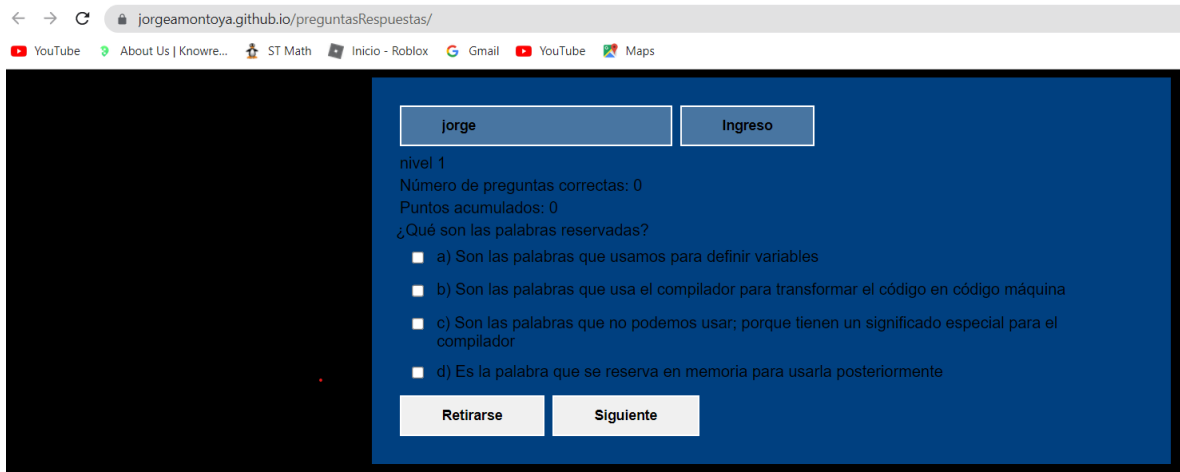 jorgeamontoya.github.io/preguntasRespuestas/
YouTube About Us | Knowre... ST Math Inicio - Roblox Gmail YouTube Maps
jorge Ingreso
nivel 1
Número de preguntas correctas: 0
Puntos acumulados: 0
¿Qué son las palabras reservadas?
a) Son las palabras que usamos para definir variables
b) Son las palabras que usa el compilador para transformar el código en código máquina
c) Son las palabras que no podemos usar; porque tienen un significado especial para el
compilador
d) Es la palabra que se reserva en memoria para usarla posteriormente
Retirarse Siguiente